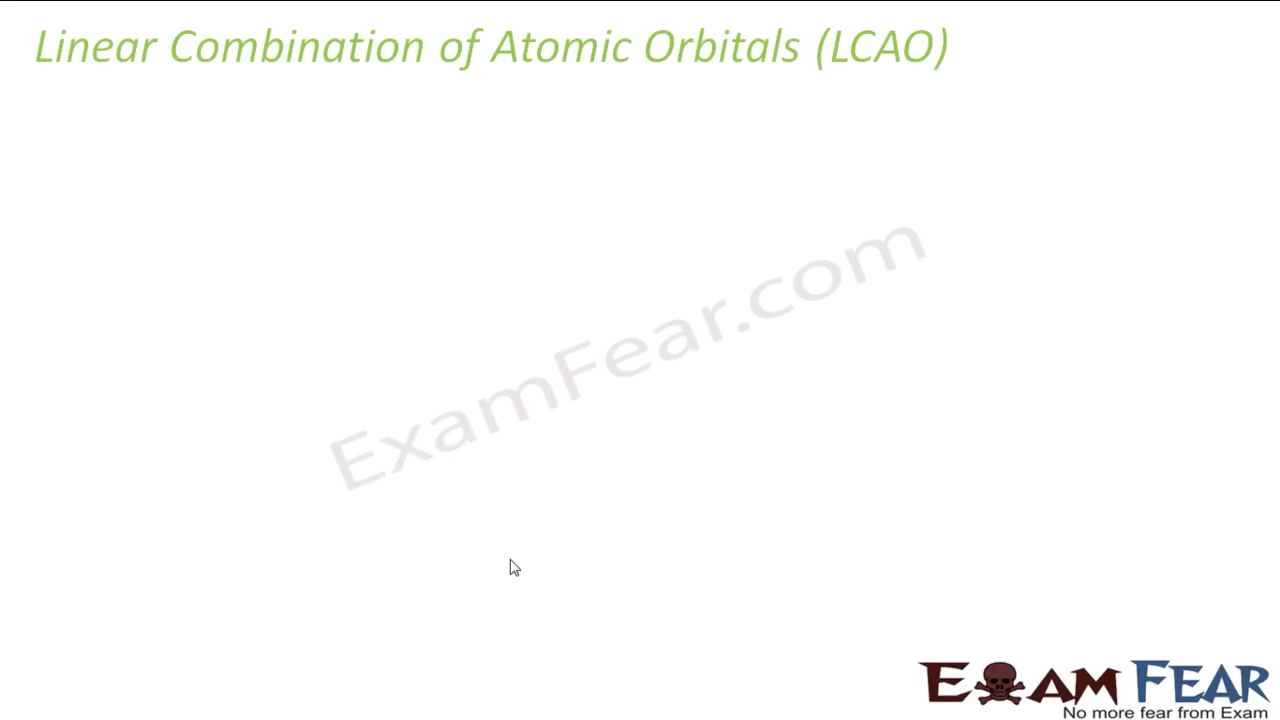 Linear Combination of Atomic Orbitals (LCAO)
ExamFear.com
EXAM FEAR
No more fear from Exam